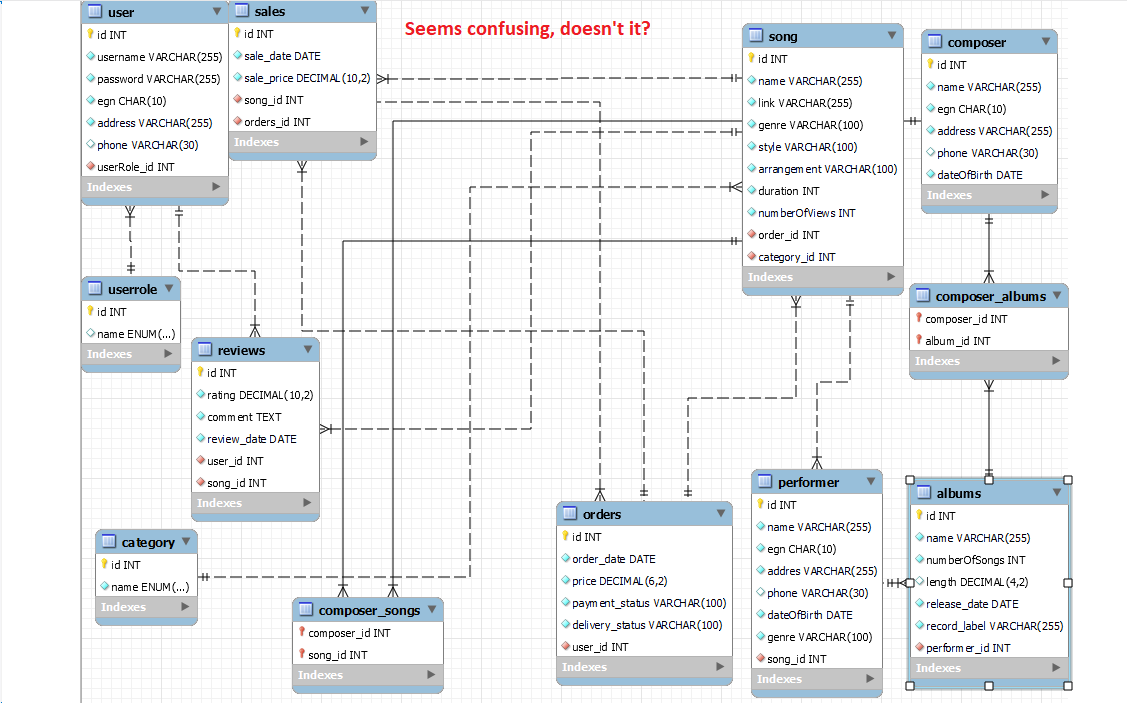 Seems confusing, doesn't it?
user
id INT
username VARCHAR(255)
password VARCHAR(255)
egn CHAR(10)
address VARCHAR(255)
phone VARCHAR(30)
userRole_id INT
Indexes
sales
id INT
sale_date DATE
sale_price DECIMAL(10,2)
song_id INT
orders_id INT
Indexes
song
id INT
name VARCHAR(255)
link VARCHAR(255)
genre VARCHAR(100)
style VARCHAR(100)
arrangement VARCHAR(100)
duration INT
numberOfViews INT
order_id INT
category_id INT
Indexes
composer
id INT
name VARCHAR(255)
egn CHAR(10)
address VARCHAR(255)
phone VARCHAR(30)
dateOfBirth DATE
Indexes
userrole
id INT
name ENUM(...)
Indexes
composer_albums
composer_id INT
album_id INT
Indexes
reviews
id INT
rating DECIMAL(10,2)
comment TEXT
review_date DATE
user_id INT
song_id INT
Indexes
category
id INT
name ENUM(...)
Indexes
composer_songs
composer_id INT
song_id INT
Indexes
orders
id INT
order_date DATE
price DECIMAL(6,2)
payment_status VARCHAR(100)
delivery_status VARCHAR(100)
user_id INT
Indexes
performer
id INT
name VARCHAR(255)
egn CHAR(10)
addres VARCHAR(255)
phone VARCHAR(30)
dateOfBirth DATE
genre VARCHAR(100)
song_id INT
Indexes
albums
id INT
name VARCHAR(255)
numberOfSongs INT
length DECIMAL(4,2)
release_date DATE
record_label VARCHAR(255)
performer_id INT
Indexes